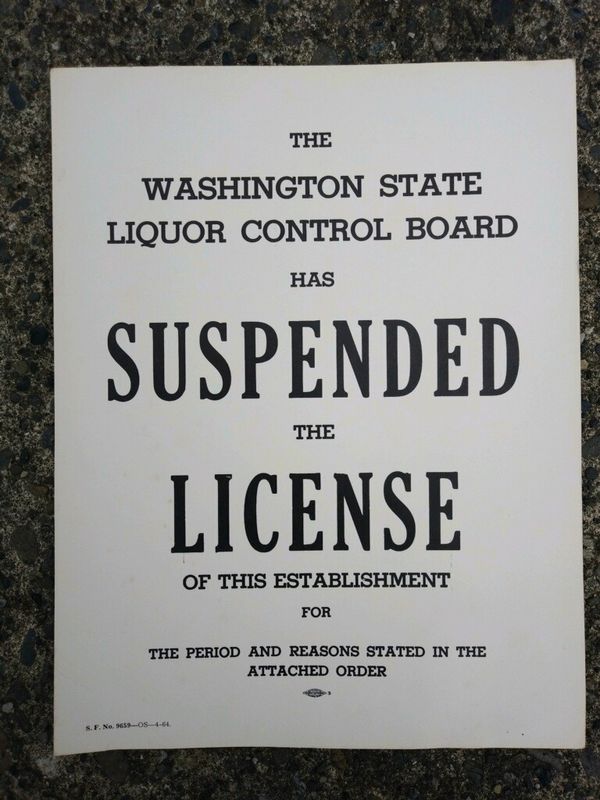 THE
WASHINGTON STATE
LIQUOR CONTROL BOARD
HAS
SUSPENDED
THE
LICENSE
OF THIS ESTABLISHMENT
FOR
THE PERIOD AND REASONS STATED IN THE
ATTACHED ORDER
S. F. No. 9659—OS—4-64.